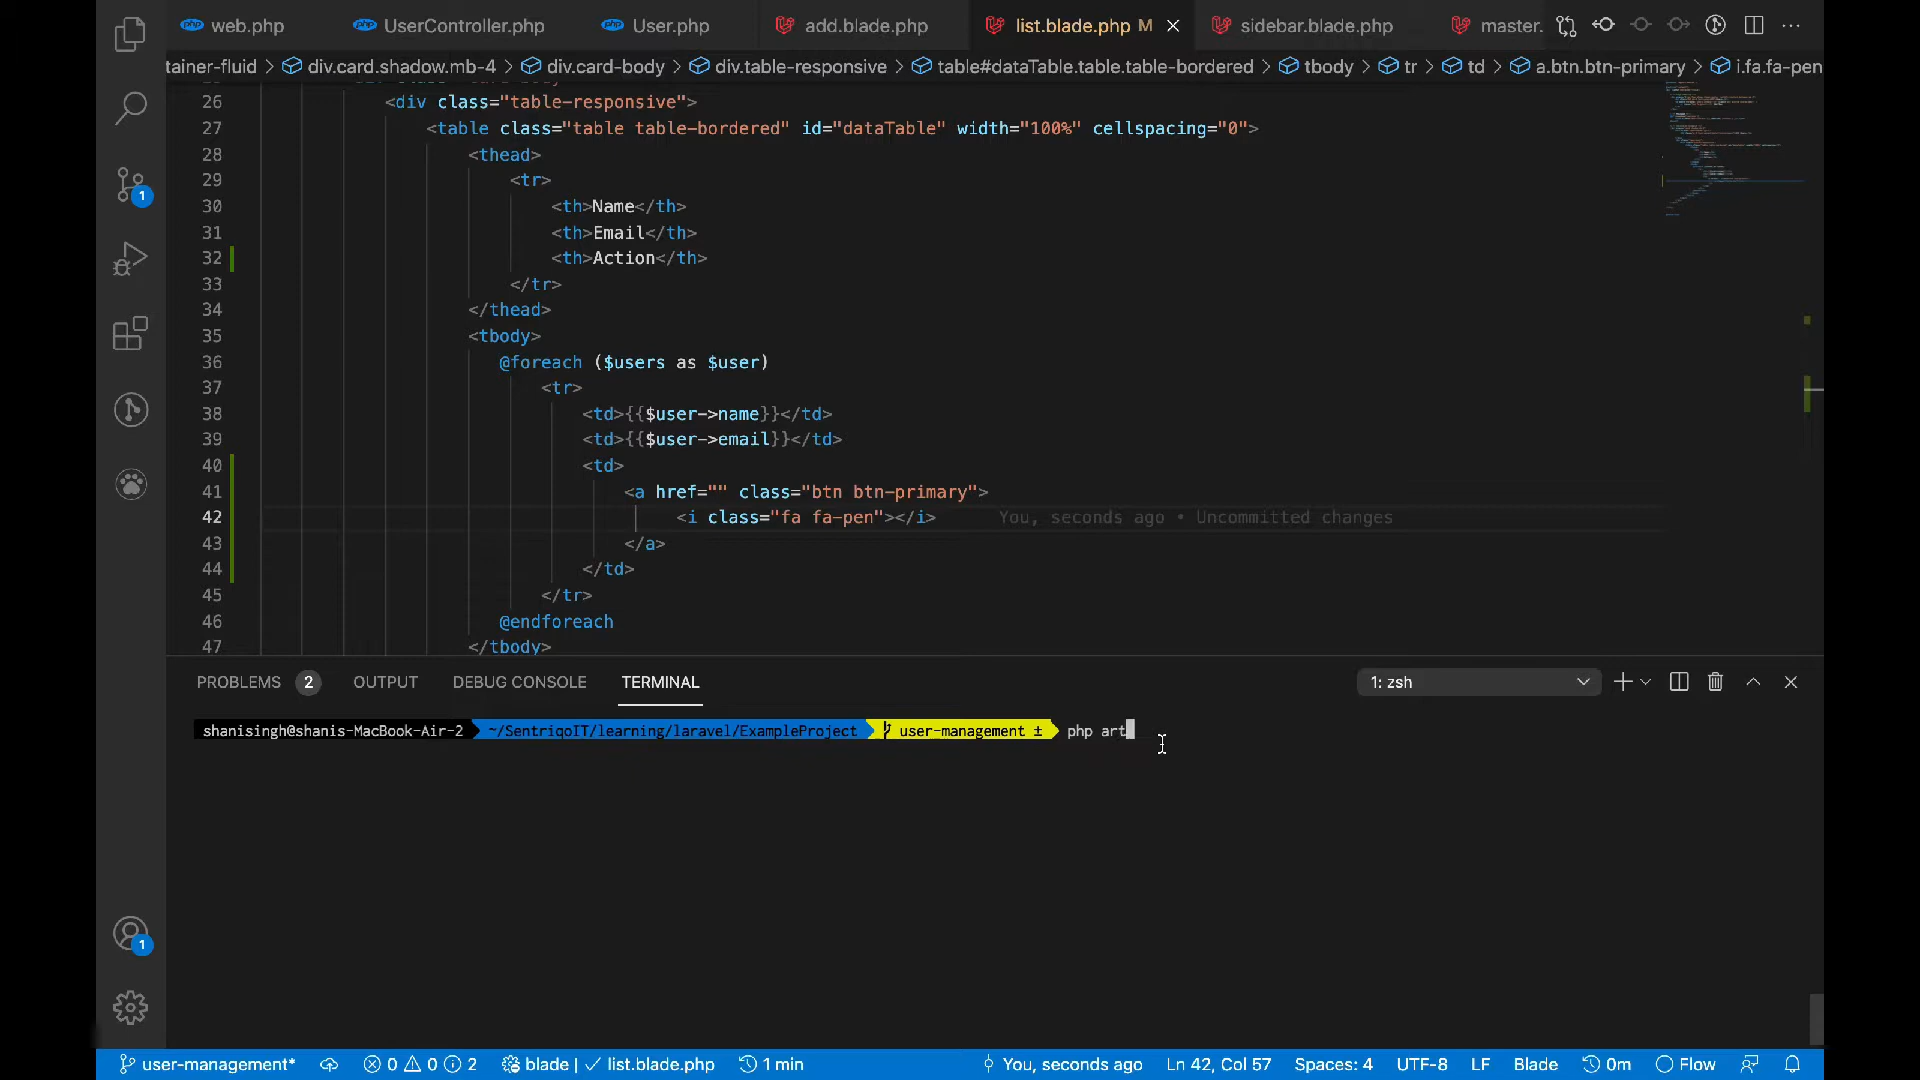 web.php UserController.php User.php add.blade.php list.blade.php M sidebar.blade.php master.
tainer-fluid > div.card.shadow.mb-4 > div.card-body > div.table-responsive > table#dataTable.table.table-bordered > tbody > tr > td > a.btn.btn-primary > i.fa.fa-pen
26 <div class="table-responsive">
27 <table class="table table-bordered" id="dataTable" width="100%" cellspacing="0">
28 <thead>
29 <tr>
30 <th>Name</th>
31 <th>Email</th>
32 <th>Action</th>
33 </tr>
34 </thead>
35 <tbody>
36 @foreach ($users as $user)
37 <tr>
38 <td>{{$user->name}}</td>
39 <td>{{$user->email}}</td>
40 <td>
41 <a href="" class="btn btn-primary">
42 <i class="fa fa-pen"></i> You, seconds ago • Uncommitted changes
43 </a>
44 </td>
45 </tr>
46 @endforeach
47 </tbody>
1
PROBLEMS 2 OUTPUT DEBUG CONSOLE TERMINAL 1: zsh
shanisingh@shanis-MacBook-Air-2 ~/SentriqoIT/learning/laravel/ExampleProject user-management ± php art
1
user-management* 0 0 2 blade | list.blade.php 1 min You, seconds ago Ln 42, Col 57 Spaces: 4 UTF-8 LF Blade 0m Flow